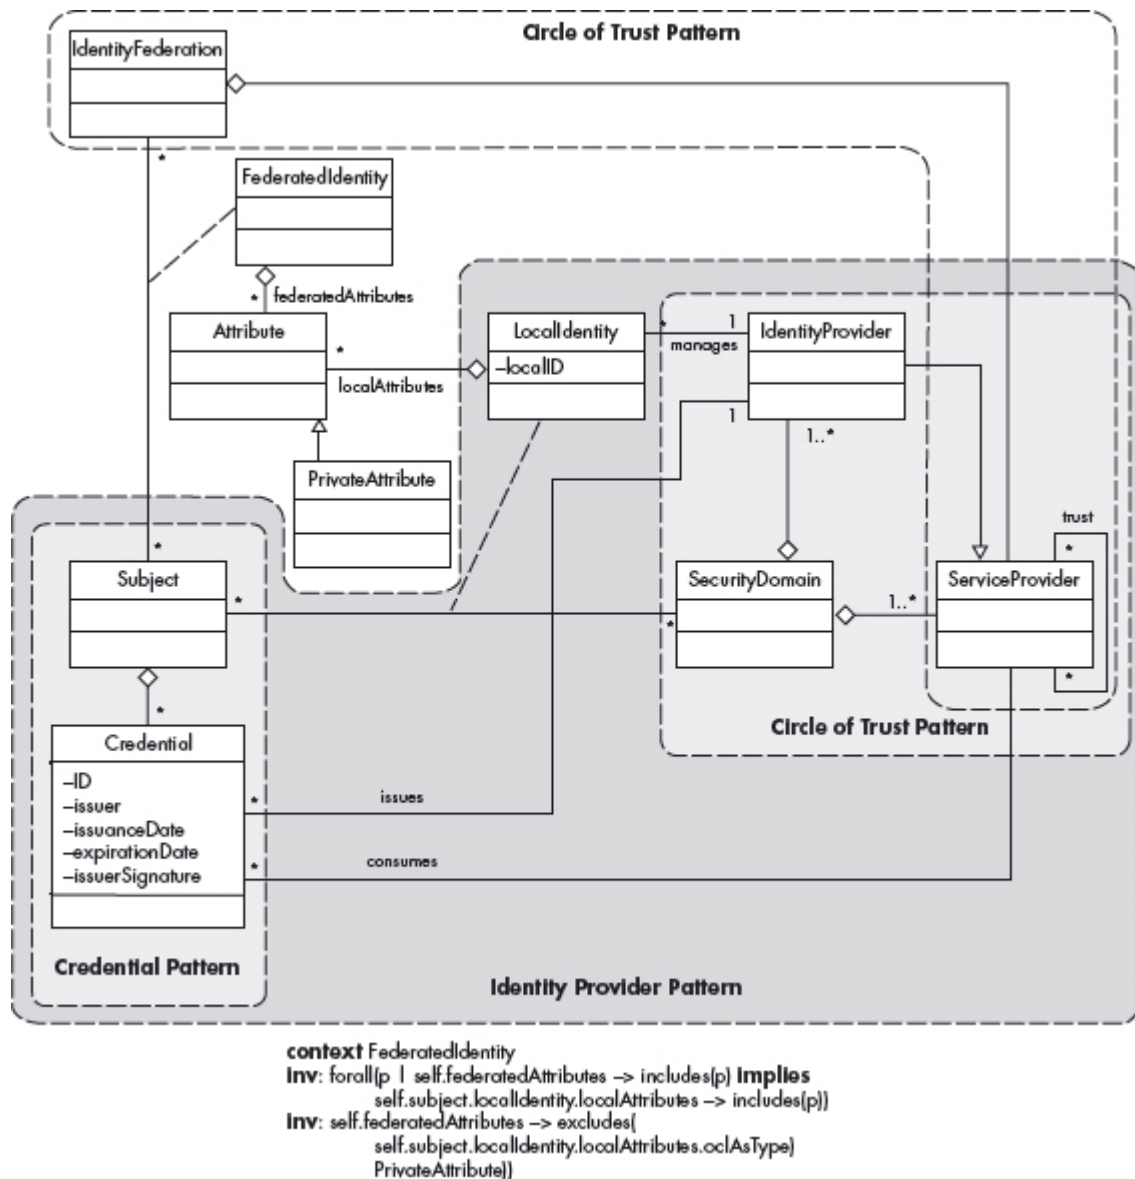 Circle of Trust Pattern
IdentityFederation
*
FederatedIdentity
* federatedAttributes
Attribute
*
localAttributes
LocalIdentity
–localID
*
1
manages
IdentityProvider
1
1..*
PrivateAttribute
trust
*
*
Subject
*
SecurityDomain
*
1..*
ServiceProvider
*
*
Circle of Trust Pattern
Credential
–ID
–issuer
–issuanceDate
–expirationDate
–issuerSignature
*
issues
*
consumes
Credential Pattern
Identity Provider Pattern
context FederatedIdentity
inv: forall(p | self.federatedAttributes –> includes(p) implies
self.subject.localIdentity.localAttributes –> includes(p))
inv: self.federatedAttributes –> excludes(
self.subject.localIdentity.localAttributes.oclAsType)
PrivateAttribute))